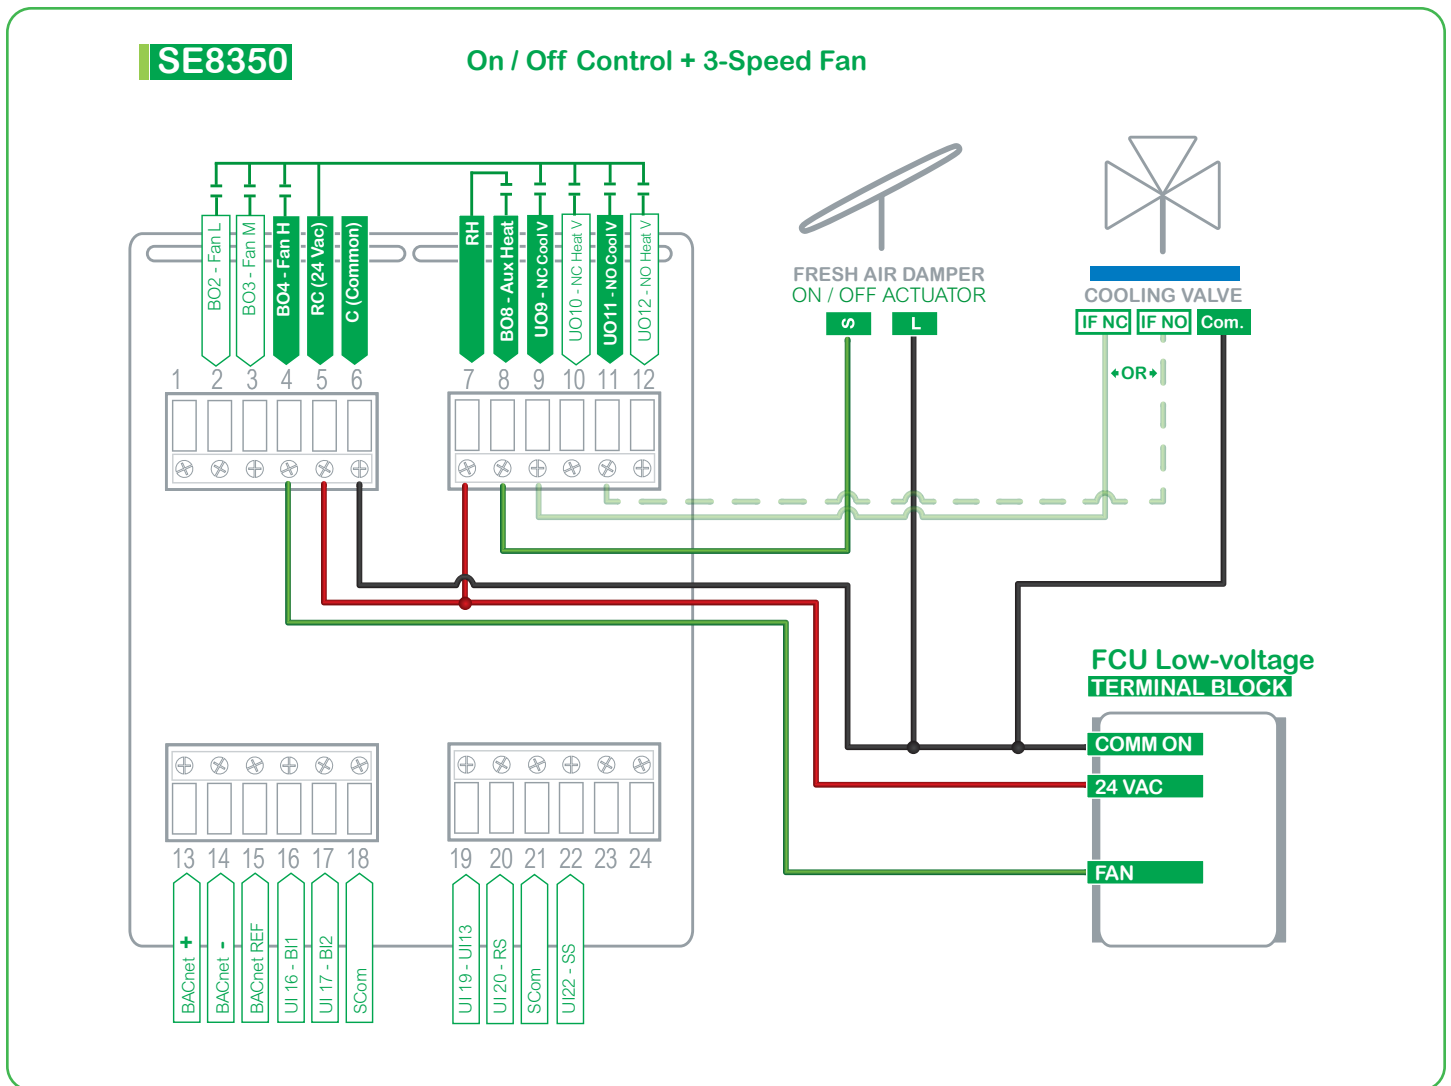 SE8350
On / Off Control + 3-Speed Fan
BO2 - Fan L
BO3 - Fan M
BO4 - Fan H
RC (24 Vac)
C (Common)
RH
BO8 - Aux Heat
UO9 - NC Cool V
UO10 - NC Heat V
UO11 - NO Cool V
UO12 - NO Heat V
1 2 3 4 5 6
7 8 9 10 11 12
FRESH AIR DAMPER
ON / OFF ACTUATOR
S L
COOLING VALVE
IF NC IF NO Com.
OR
FCU Low-voltage
TERMINAL BLOCK
COMM ON
24 VAC
FAN
13 14 15 16 17 18
19 20 21 22 23 24
BACnet +
BACnet -
BACnet REF
UI 16 - BI1
UI 17 - BI2
SCom
UI 19 - UI13
UI 20 - RS
SCom
UI22 - SS